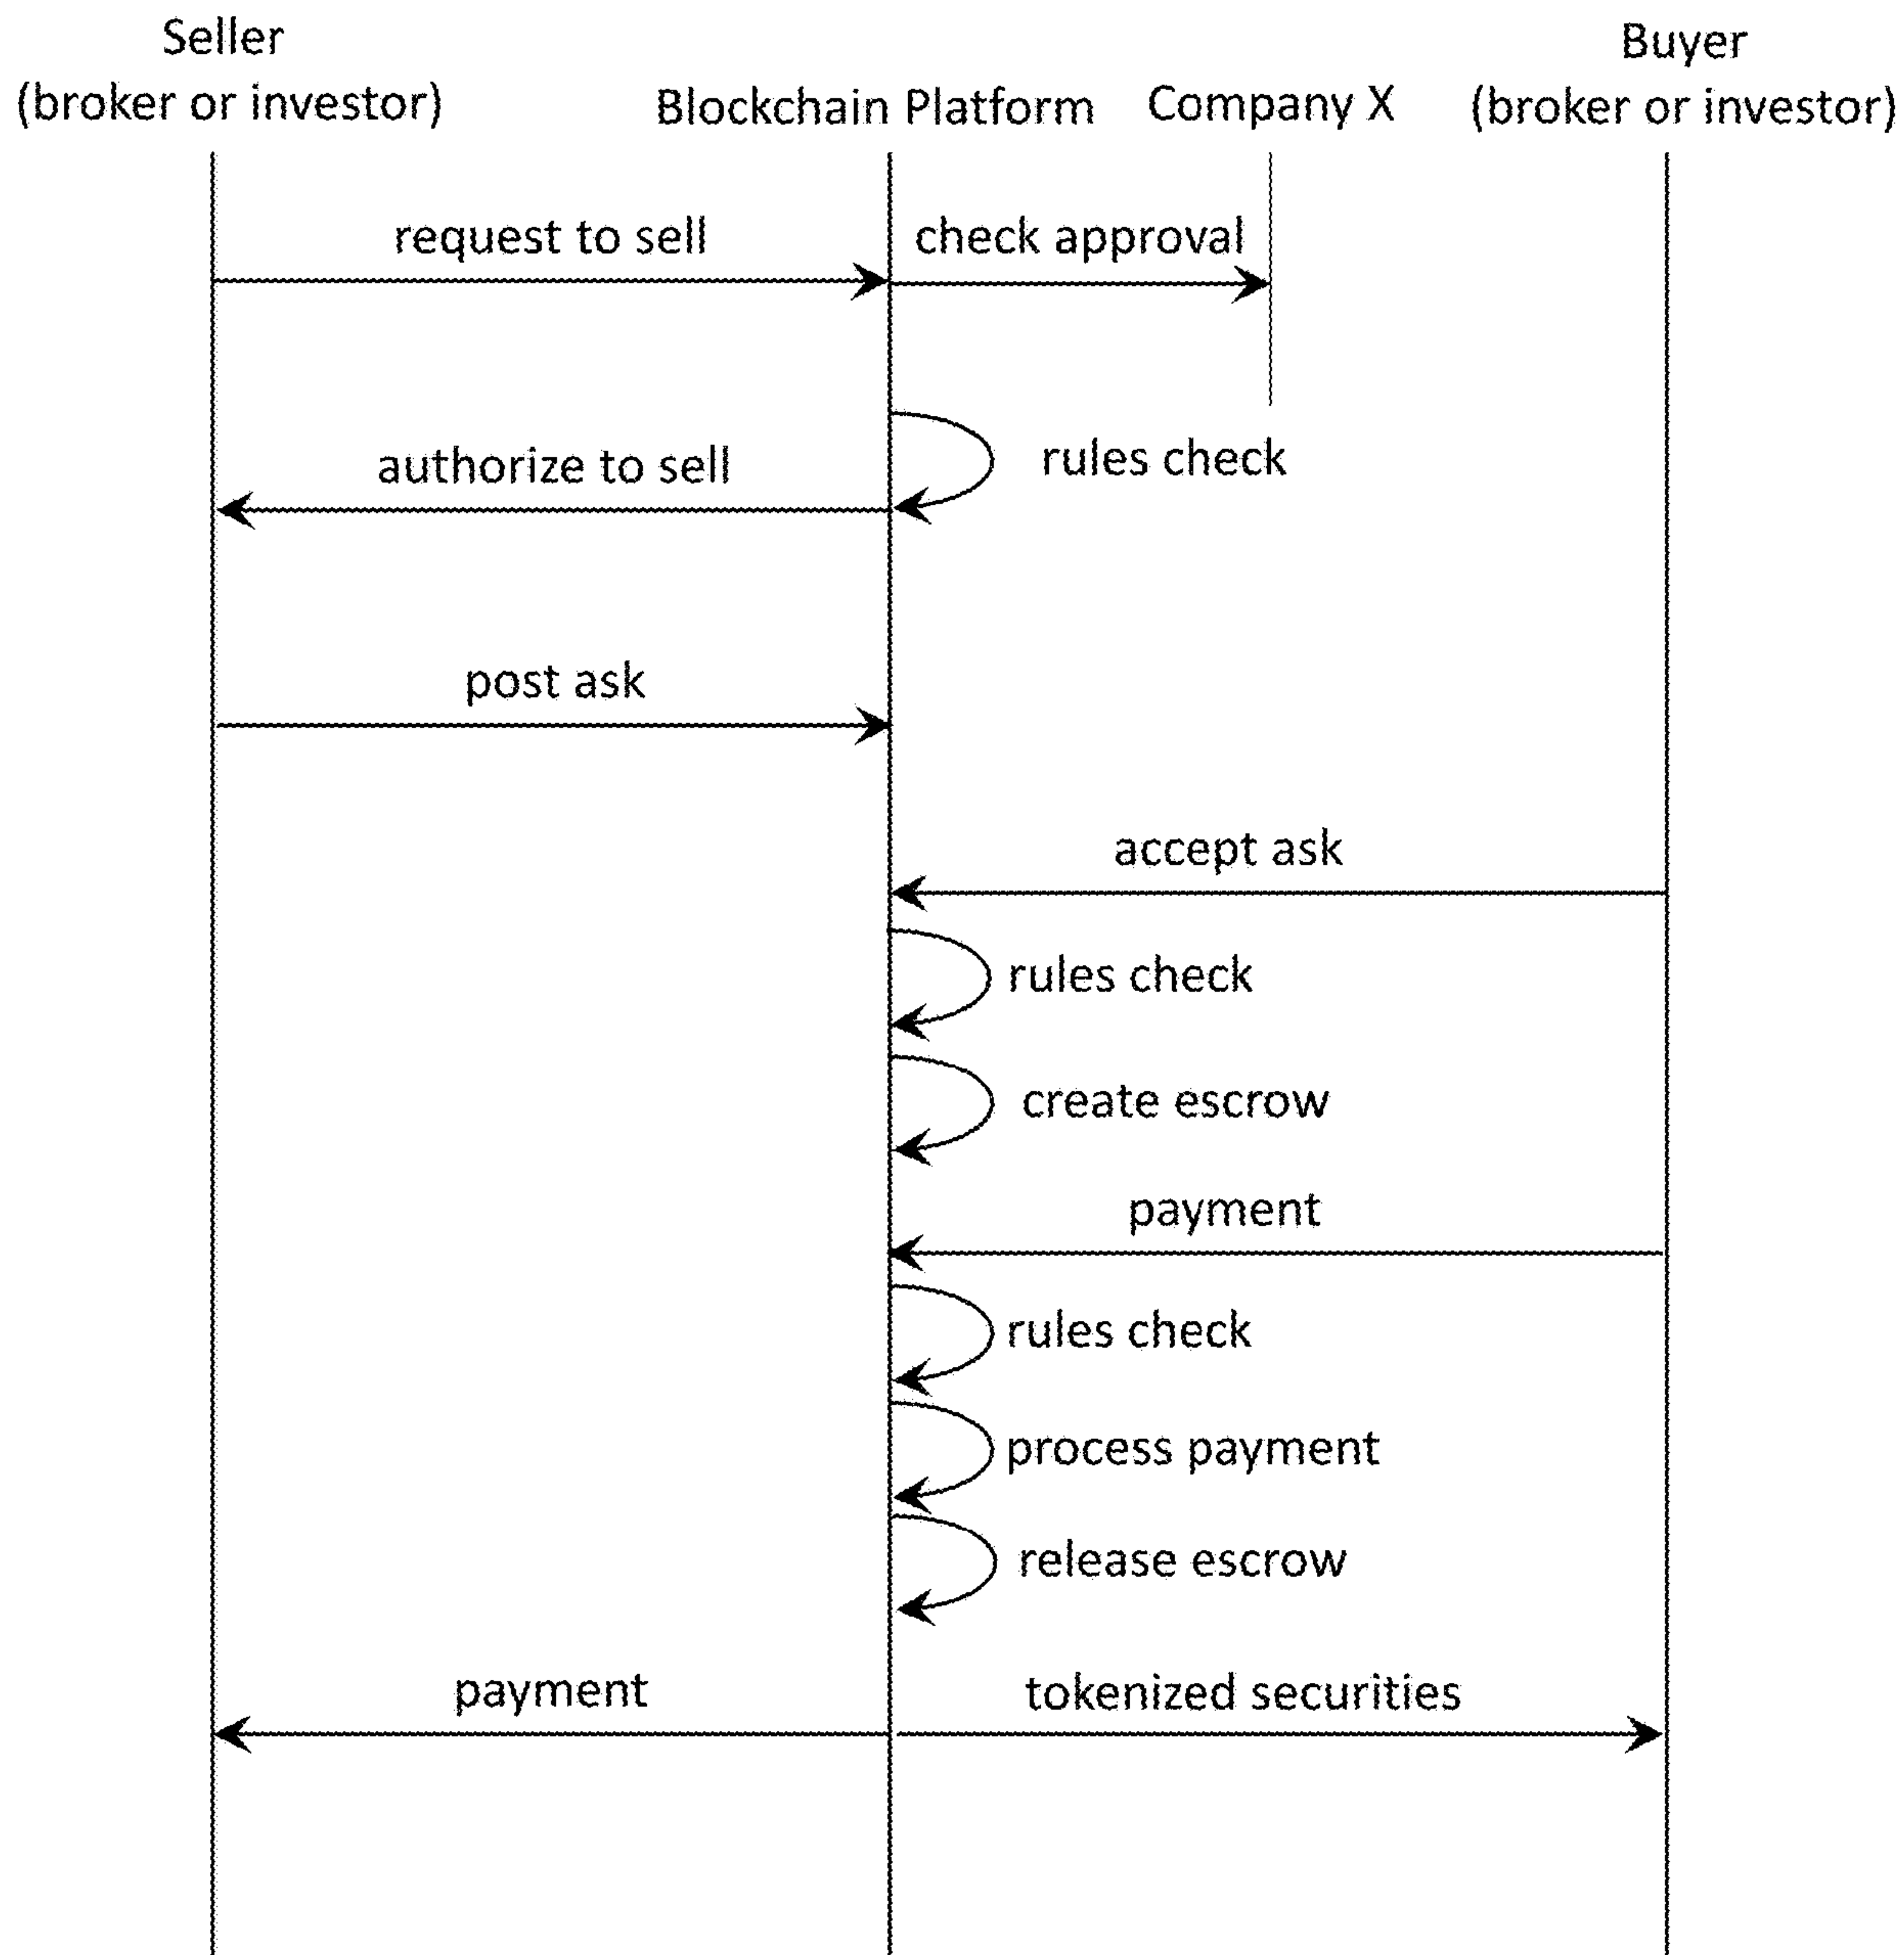 Seller
(broker or investor)
Blockchain Platform
Company X
Buyer
(broker or investor)
request to sell
check approval
rules check
authorize to sell
post ask
accept ask
rules check
create escrow
payment
rules check
process payment
release escrow
payment
tokenized securities